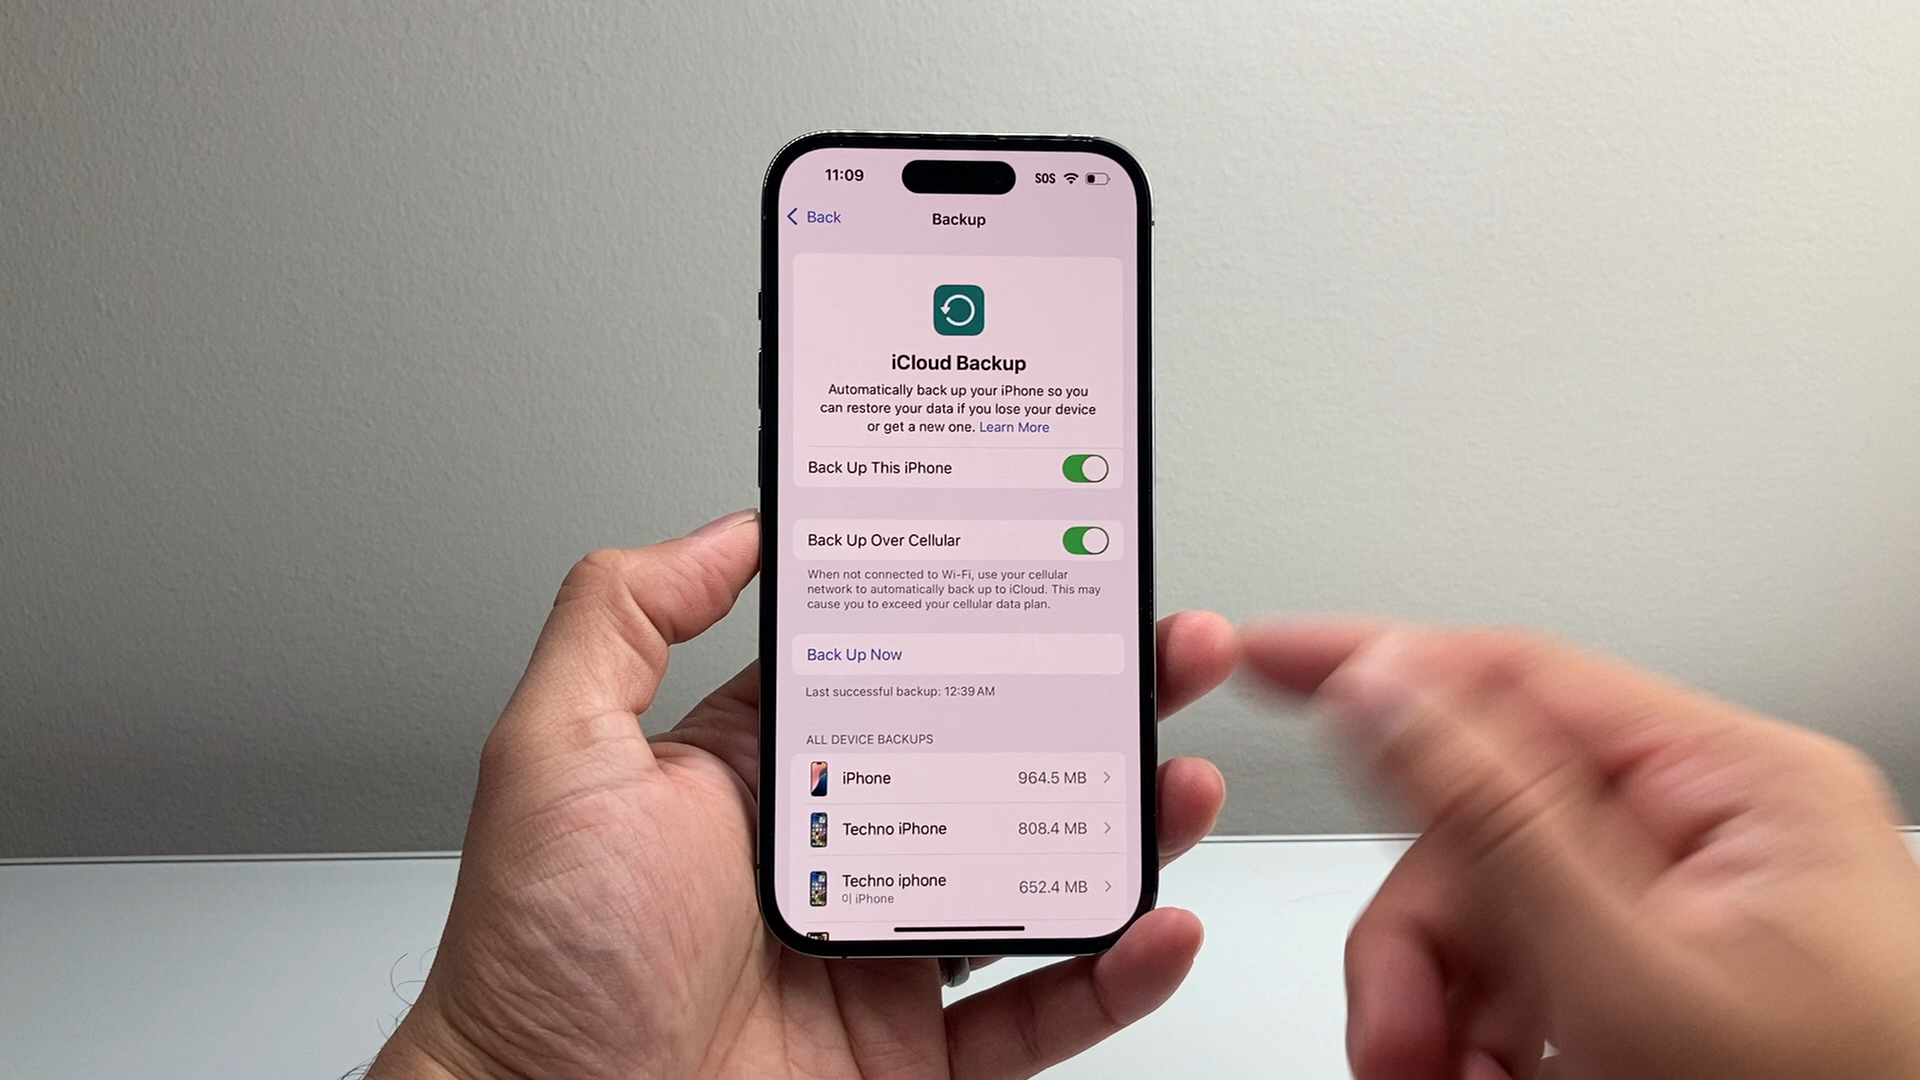 11:09
SOS
Back
Backup
iCloud Backup
Automatically back up your iPhone so you
can restore your data if you lose your device
or get a new one. Learn More
Back Up This iPhone
Back Up Over Cellular
When not connected to Wi-Fi, use your cellular
network to automatically back up to iCloud. This may
cause you to exceed your cellular data plan.
Back Up Now
Last successful backup: 12:39 AM
ALL DEVICE BACKUPS
iPhone 964.5 MB
Techno iPhone 808.4 MB
Techno iphone 652.4 MB
이 iPhone